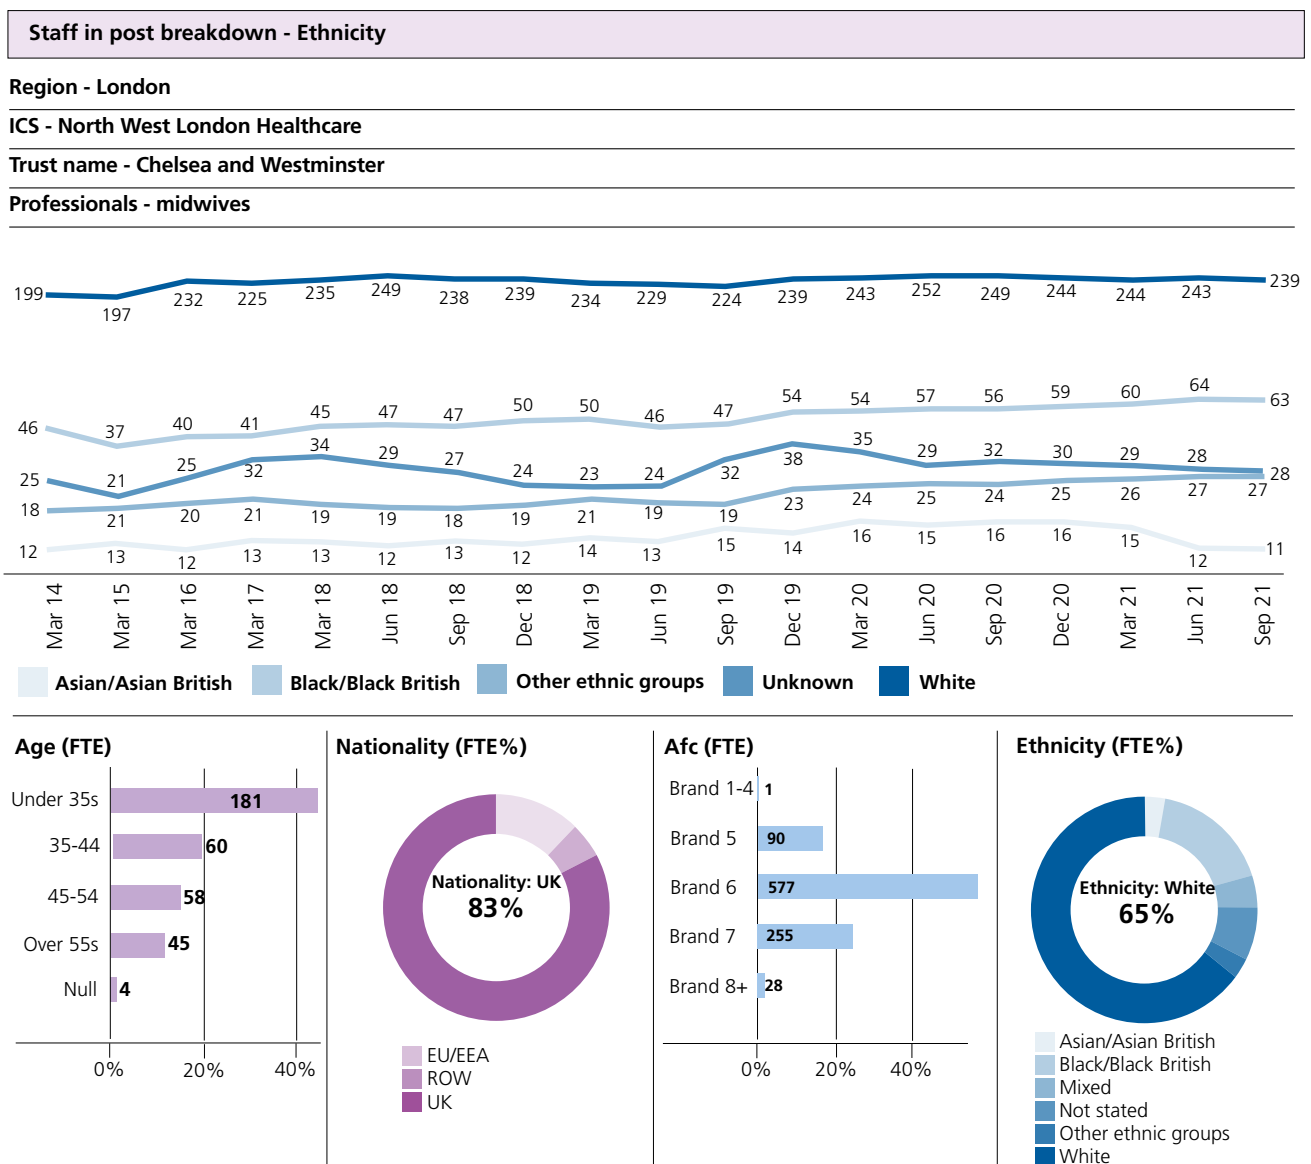 Staff in post breakdown - Ethnicity
Region - London
ICS - North West London Healthcare
Trust name - Chelsea and Westminster
Professionals - midwives
199 197 232 225 235 249 238 239 234 229 224 239 243 252 249 244 244 243 239
46 37 40 41 45 47 47 50 50 46 47 54 54 57 56 59 60 64 63
25 21 25 32 34 29 27 24 23 24 32 38 35 29 32 30 29 28 28
18 21 20 21 19 19 18 19 21 19 19 23 24 25 24 25 26 27 27
12 13 12 13 13 12 13 12 14 13 15 14 16 15 16 16 15 12 11
Mar 14 Mar 15 Mar 16 Mar 17 Mar 18 Jun 18 Sep 18 Dec 18 Mar 19 Jun 19 Sep 19 Dec 19 Mar 20 Jun 20 Sep 20 Dec 20 Mar 21 Jun 21 Sep 21
Asian/Asian British Black/Black British Other ethnic groups Unknown White
Age (FTE)
Under 35s 181
35-44 60
45-54 58
Over 55s 45
Null 4
0% 20% 40%
Nationality (FTE%)
Nationality: UK
83%
EU/EEA
ROW
UK
Afc (FTE)
Brand 1-4 1
Brand 5 90
Brand 6 577
Brand 7 255
Brand 8+ 28
0% 20% 40%
Ethnicity (FTE%)
Ethnicity: White
65%
Asian/Asian British
Black/Black British
Mixed
Not stated
Other ethnic groups
White